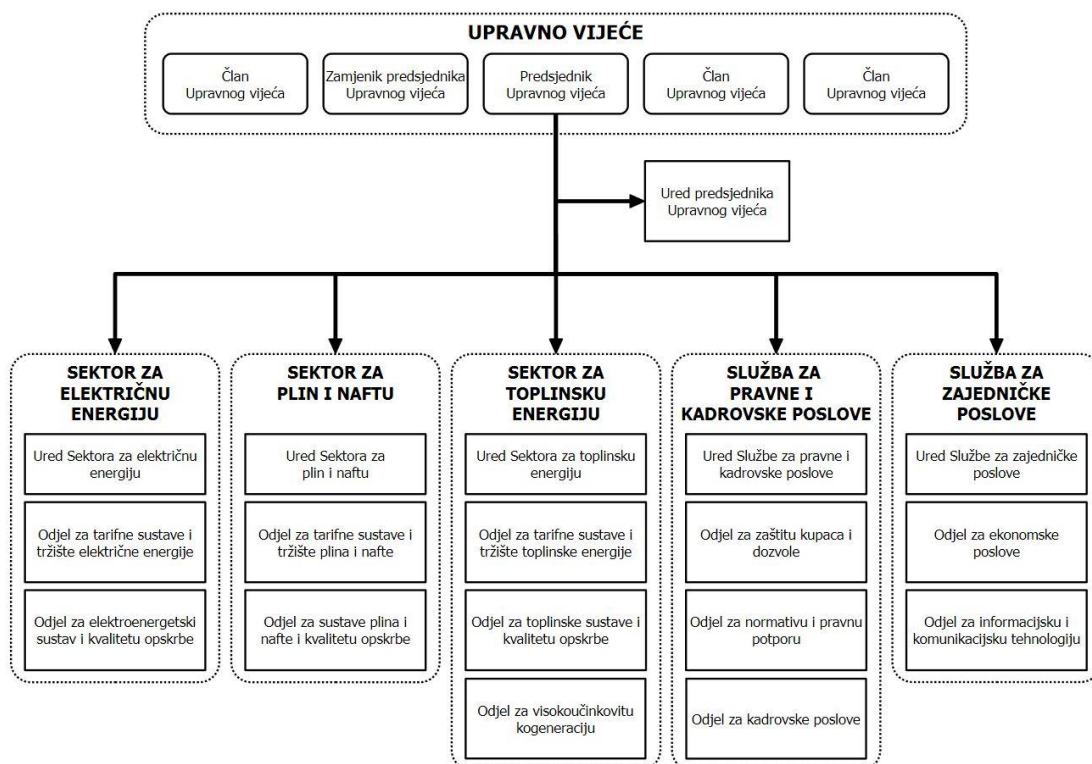 UPRAVNO VIJEĆE
Član
Upravnog vijeća
Zamjenik predsjednika
Upravnog vijeća
Predsjednik
Upravnog vijeća
Član
Upravnog vijeća
Član
Upravnog vijeća
Ured predsjednika
Upravnog vijeća
SEKTOR ZA
ELEKTRIČNU
ENERGIJU
Ured Sektora za električnu
energiju
Odjel za tarifne sustave i
tržište električne energije
Odjel za elektroenergetski
sustav i kvalitetu opskrbe
SEKTOR ZA
PLIN I NAFTU
Ured Sektora za
plin i naftu
Odjel za tarifne sustave i
tržište plina i nafte
Odjel za sustave plina i
nafte i kvalitetu opskrbe
SEKTOR ZA
TOPLINSKU
ENERGIJU
Ured Sektora za toplinsku
energiju
Odjel za tarifne sustave i
tržište toplinske energije
Odjel za toplinske sustave i
kvalitetu opskrbe
Odjel za visokoučinkovitu
kogeneraciju
SLUŽBA ZA
PRAVNE I
KADROVSKE POSLOVE
Ured Službe za pravne i
kadrovske poslove
Odjel za zaštitu kupaca i
dozvole
Odjel za normativu i pravnu
potporu
Odjel za kadrovske poslove
SLUŽBA ZA
ZAJEDNIČKE
POSLOVE
Ured Službe za zajedničke
poslove
Odjel za ekonomske
poslove
Odjel za informacijsku i
komunikacijsku tehnologiju